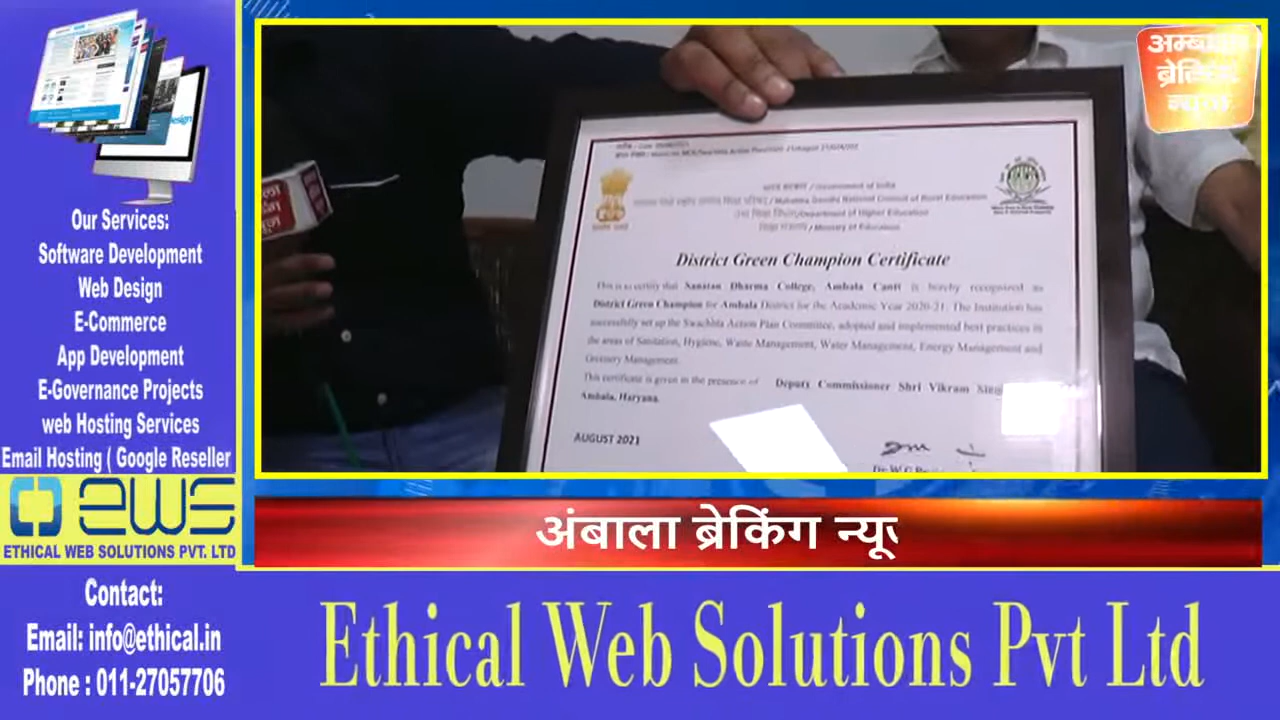 Our Services:
Software Development
Web Design
E-Commerce
App Development
E-Governance Projects
web Hosting Services
Email Hosting ( Google Reseller
ews
ETHICAL WEB SOLUTIONS PVT. LTD
Contact:
Email: info@ethical.in
Phone : 011-27057706
अम्बाला
ब्रेकिंग
न्यूज़
/ Government of India
/ Mahatma Gandhi National Council of Rural Education
/Department of Higher Education
/ Ministry of Education
District Green Champion Certificate
This is to certify that Sanatan Dharma College, Ambala Cantt is hereby recognized as
District Green Champion for Ambala District for the Academic Year 2020-21. The Institution has
successfully set up the Swachhta Action Plan Committee, adopted and implemented best practices in
the areas of Sanitation, Hygiene, Waste Management, Water Management, Energy Management and
Greenery Management.
This certificate is given in the presence of Deputy Commissioner Shri Vikram
Ambala, Haryana.
AUGUST 2021
अंबाला ब्रेकिंग न्यू
Ethical Web Solutions Pvt Ltd